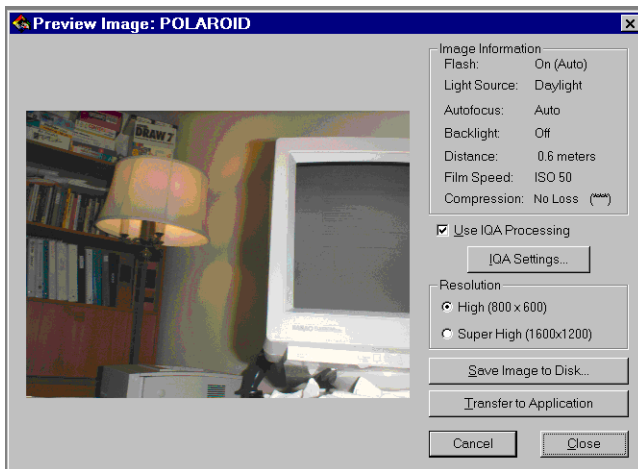 Preview Image: POLAROID
Image Information
Flash: On (Auto)
Light Source: Daylight
Autofocus: Auto
Backlight: Off
Distance: 0.6 meters
Film Speed: ISO 50
Compression: No Loss (***)
Use IQA Processing
IQA Settings...
Resolution
High (800 x 600)
Super High (1600x1200)
Save Image to Disk...
Transfer to Application
Cancel
Close
DRAW 7